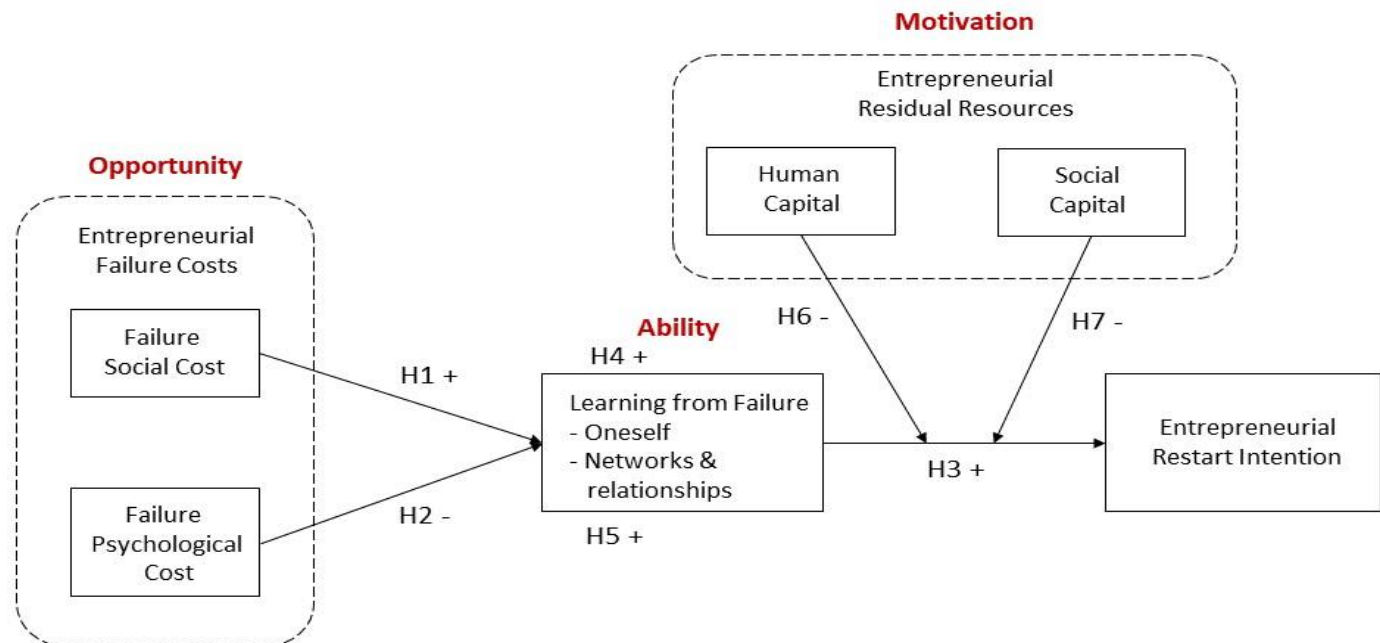 Motivation
Entrepreneurial
Residual Resources
Human
Capital
Social
Capital
Opportunity
Entrepreneurial
Failure Costs
Failure
Social Cost
Failure
Psychological
Cost
H1 +
H2 -
Ability
H4 +
Learning from Failure
- Oneself
- Networks &
relationships
H5 +
H6 -
H7 -
H3 +
Entrepreneurial
Restart Intention